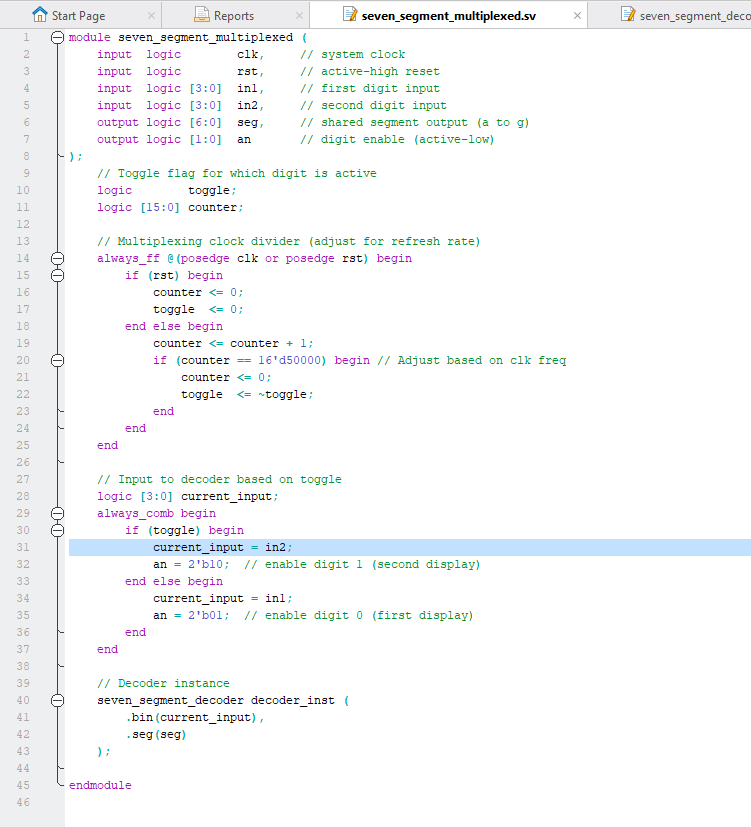 Start Page
Reports
seven_segment_multiplexed.sv
seven_segment_deco
1 module seven_segment_multiplexed (
2 input logic clk, // system clock
3 input logic rst, // active-high reset
4 input logic [3:0] in1, // first digit input
5 input logic [3:0] in2, // second digit input
6 output logic [6:0] seg, // shared segment output (a to g)
7 output logic [1:0] an // digit enable (active-low)
8 );
9 // Toggle flag for which digit is active
10 logic toggle;
11 logic [15:0] counter;
12
13 // Multiplexing clock divider (adjust for refresh rate)
14 always_ff @(posedge clk or posedge rst) begin
15 if (rst) begin
16 counter <= 0;
17 toggle <= 0;
18 end else begin
19 counter <= counter + 1;
20 if (counter == 16'd50000) begin // Adjust based on clk freq
21 counter <= 0;
22 toggle <= ~toggle;
23 end
24 end
25 end
26
27 // Input to decoder based on toggle
28 logic [3:0] current_input;
29 always_comb begin
30 if (toggle) begin
31 current_input = in2;
32 an = 2'b10; // enable digit 1 (second display)
33 end else begin
34 current_input = in1;
35 an = 2'b01; // enable digit 0 (first display)
36 end
37 end
38
39 // Decoder instance
40 seven_segment_decoder decoder_inst (
41 .bin(current_input),
42 .seg(seg)
43 );
44
45 endmodule
46